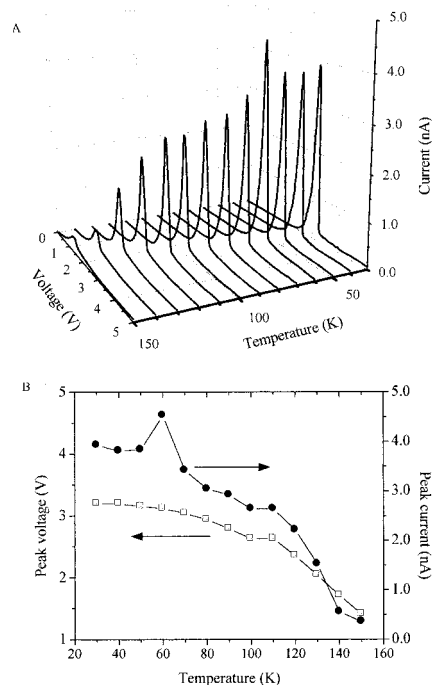 A
5.0
4.0
3.0
2.0
1.0
0.0
Current (nA)
0
1
2
3
4
5
Voltage (V)
150
100
50
Temperature (K)
B
5
4
3
2
1
Peak voltage (V)
5.0
4.0
3.0
2.0
1.0
0.0
Peak current (nA)
20 40 60 80 100 120 140 160
Temperature (K)